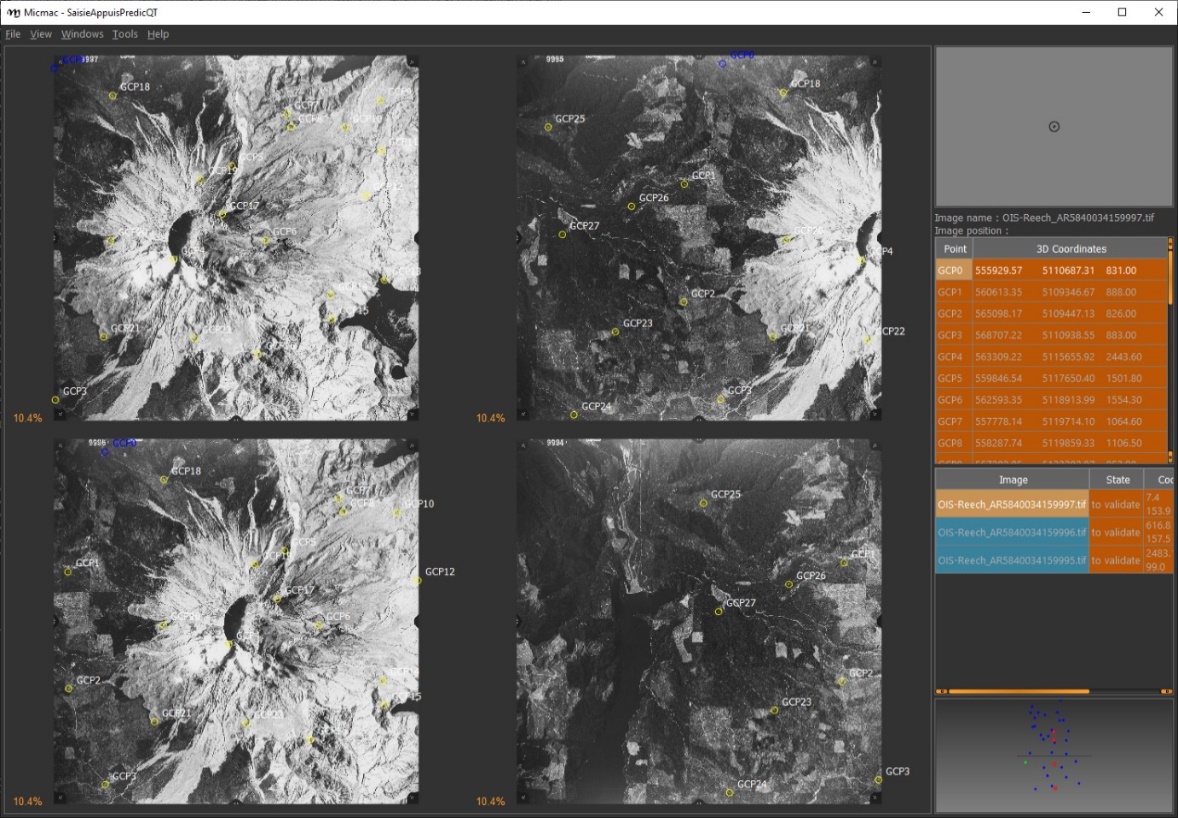 Micmac - SaisieAppuisPredicQT
File View Windows Tools Help
GCP18
GCP8
GCP17
GCP6
GCP21
GCP3
10.4%
GCP0
GCP18
GCP25
GCP1
GCP26
GCP27
GCP2
GCP23
GCP21
GCP22
GCP3
GCP24
10.4%
GCP0
GCP18
GCP10
GCP1
GCP12
GCP17
GCP6
GCP2
GCP21
GCP3
10.4%
9994
GCP25
GCP1
GCP26
GCP27
GCP2
GCP23
GCP3
GCP24
10.4%
Image name : OIS-Reech_AR5840034159997.tif
Image position :
Point 3D Coordinates
GCP0 555929.57 5110687.31 831.00
GCP1 560613.35 5109346.67 888.00
GCP2 565098.17 5109447.13 826.00
GCP3 568707.22 5110938.55 883.00
GCP4 563309.22 5115655.92 2443.60
GCP5 559846.54 5117650.40 1501.80
GCP6 562593.35 5118913.99 1554.30
GCP7 557778.14 5119714.10 1064.60
GCP8 558287.74 5119859.33 1106.50
Image State Coo
OIS-Reech_AR5840034159997.tif to validate 7.4
153.9
OIS-Reech_AR5840034159996.tif to validate 616.8
157.5
OIS-Reech_AR5840034159995.tif to validate 2483.
99.0